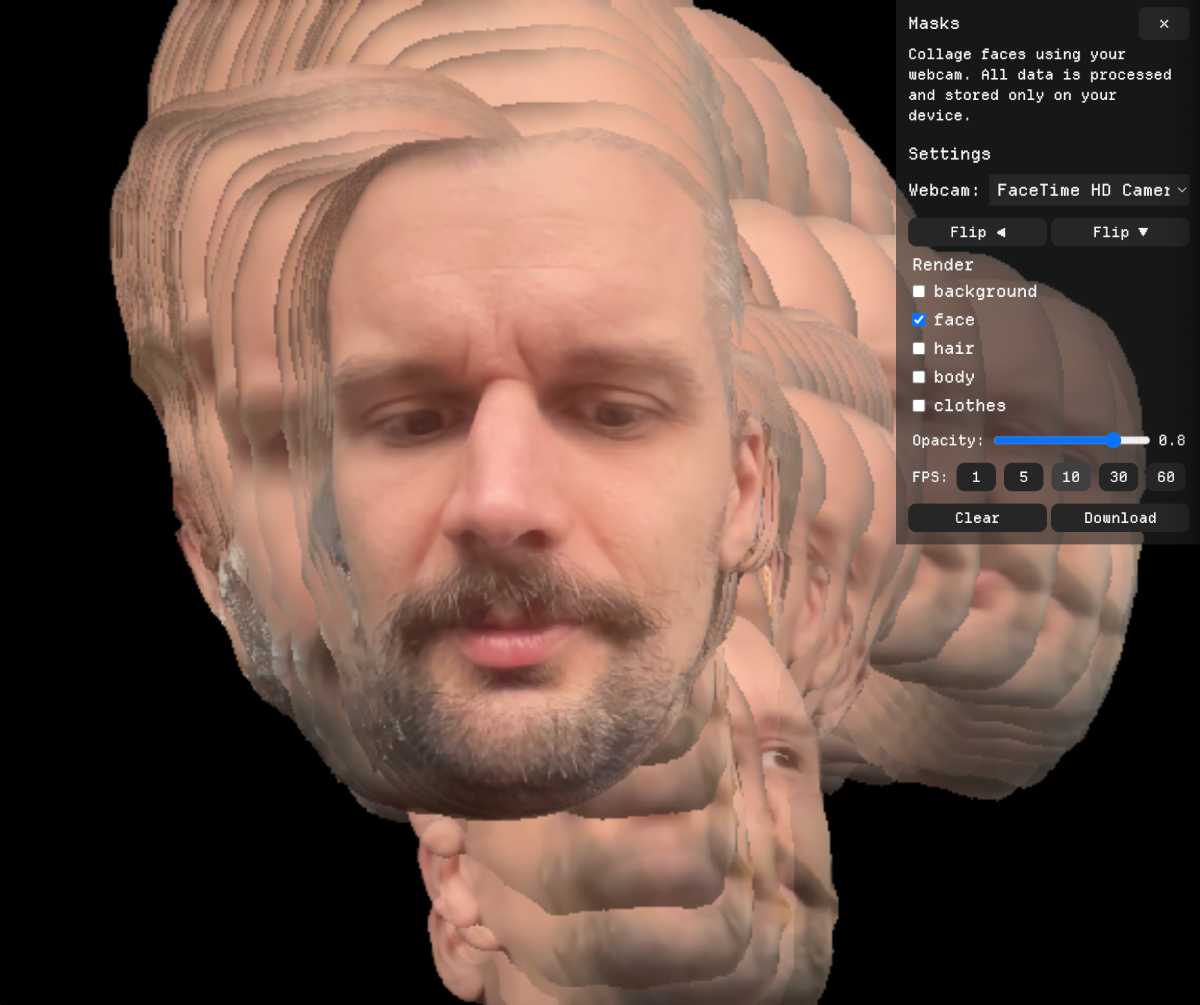 Masks
×
Collage faces using your
webcam. All data is processed
and stored only on your
device.
Settings
Webcam: FaceTime HD Camer
Flip ◀ Flip ▼
Render
background
face
hair
body
clothes
Opacity: 0.8
FPS: 1 5 10 30 60
Clear Download